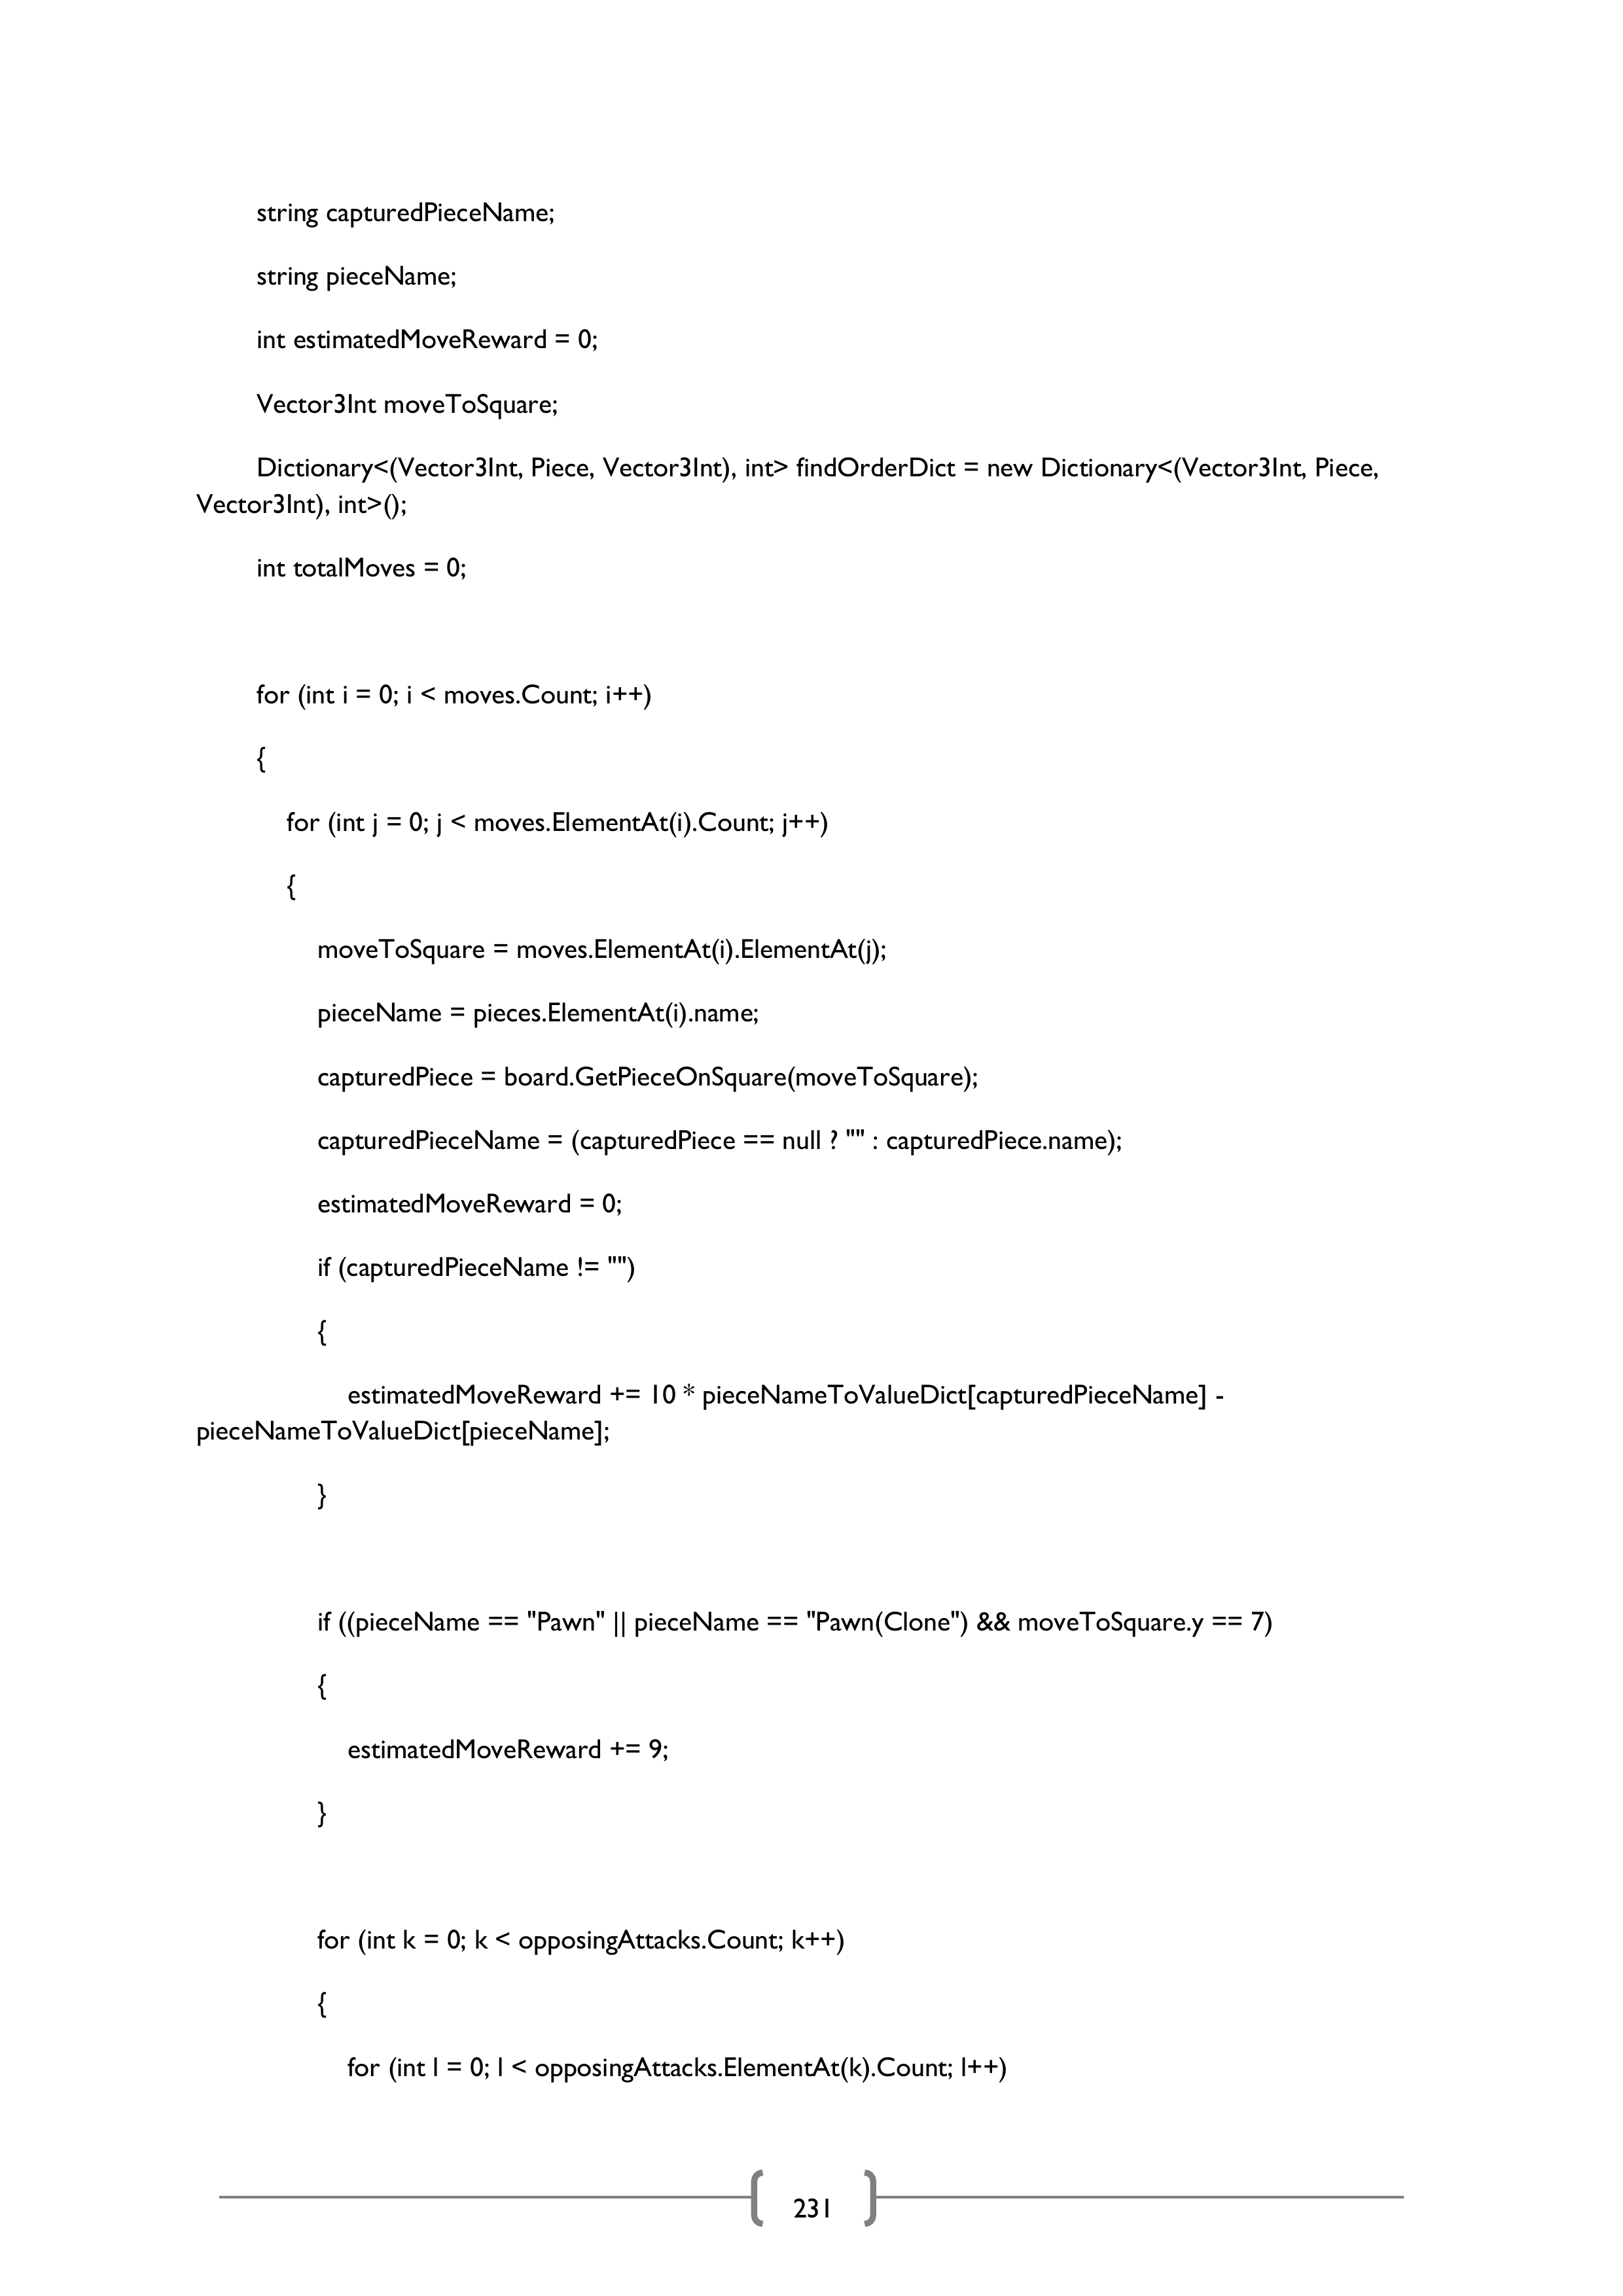 string capturedPieceName;
string pieceName;
int estimatedMoveReward = 0;
Vector3Int moveToSquare;
Dictionary<(Vector3Int, Piece, Vector3Int), int> findOrderDict = new Dictionary<(Vector3Int, Piece,
Vector3Int), int>();
int totalMoves = 0;
for (int i = 0; i < moves.Count; i++)
{
for (int j = 0; j < moves.ElementAt(i).Count; j++)
{
moveToSquare = moves.ElementAt(i).ElementAt(j);
pieceName = pieces.ElementAt(i).name;
capturedPiece = board.GetPieceOnSquare(moveToSquare);
capturedPieceName = (capturedPiece == null ? "" : capturedPiece.name);
estimatedMoveReward = 0;
if (capturedPieceName != "")
{
estimatedMoveReward += 10 * pieceNameToValueDict[capturedPieceName] -
pieceNameToValueDict[pieceName];
}
if ((pieceName == "Pawn" || pieceName == "Pawn(Clone") && moveToSquare.y == 7)
{
estimatedMoveReward += 9;
}
for (int k = 0; k < opposingAttacks.Count; k++)
{
for (int l = 0; l < opposingAttacks.ElementAt(k).Count; l++)
231